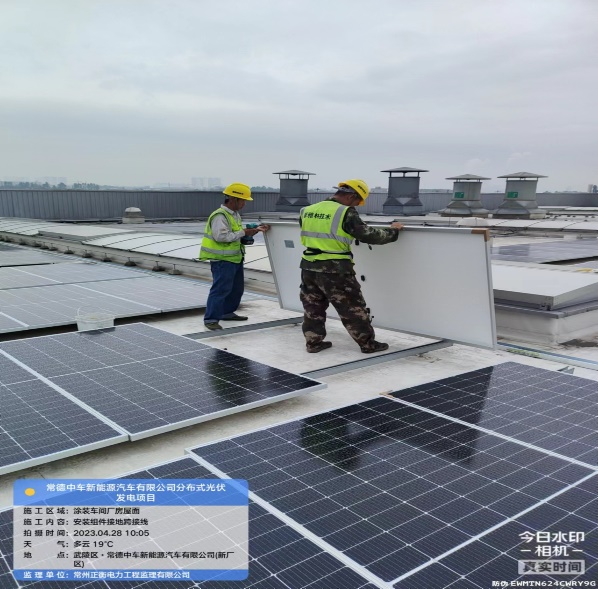 常德中车新能源汽车有限公司分布式光伏
发电项目
施工区域：涂装车间厂房屋面
施工内容：安装组件接地跨接线
拍摄时间：2023.04.28 10:05
天气：多云 19℃
地点：武陵区·常德中车新能源汽车有限公司(新厂
区)
监理单位：常州正衡电力工程监理有限公司
今日水印
-相机-
真实时间
防伪 EWMTN624CWRY9G